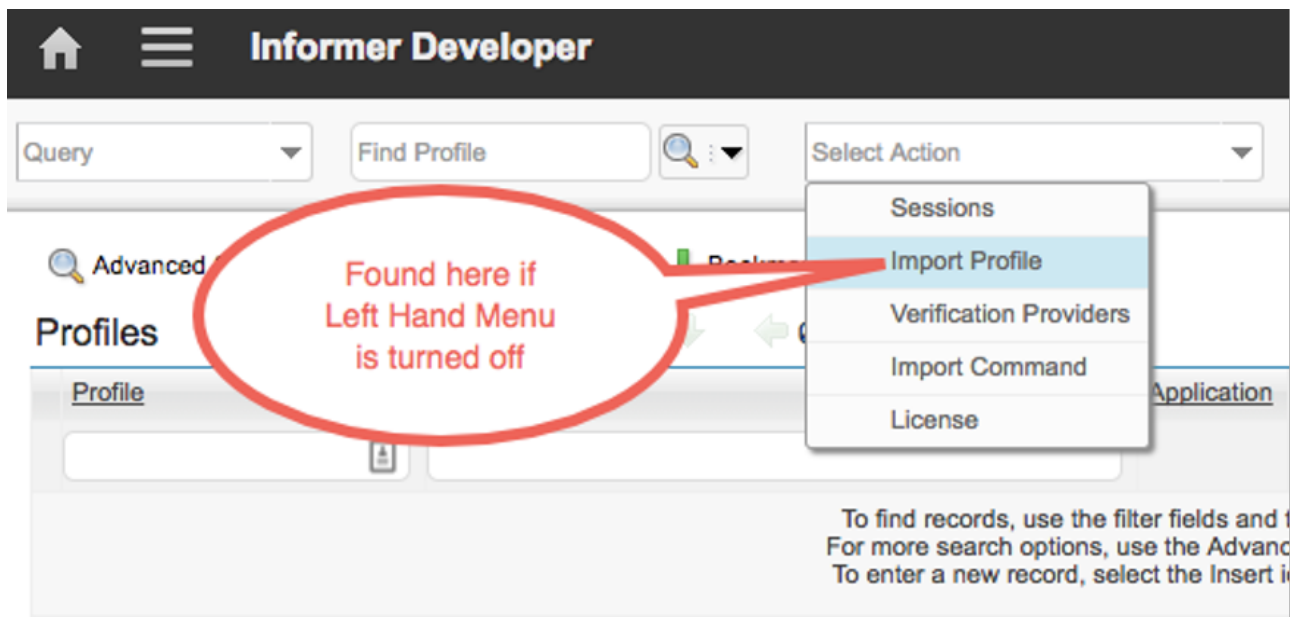 Informer Developer
Query
Find Profile
Select Action
Sessions
Import Profile
Verification Providers
Import Command
License
Advanced
Found here if
Left Hand Menu
is turned off
Profiles
Profile
Application
To find records, use the filter fields and
For more search options, use the
To enter a new record, select the Insert